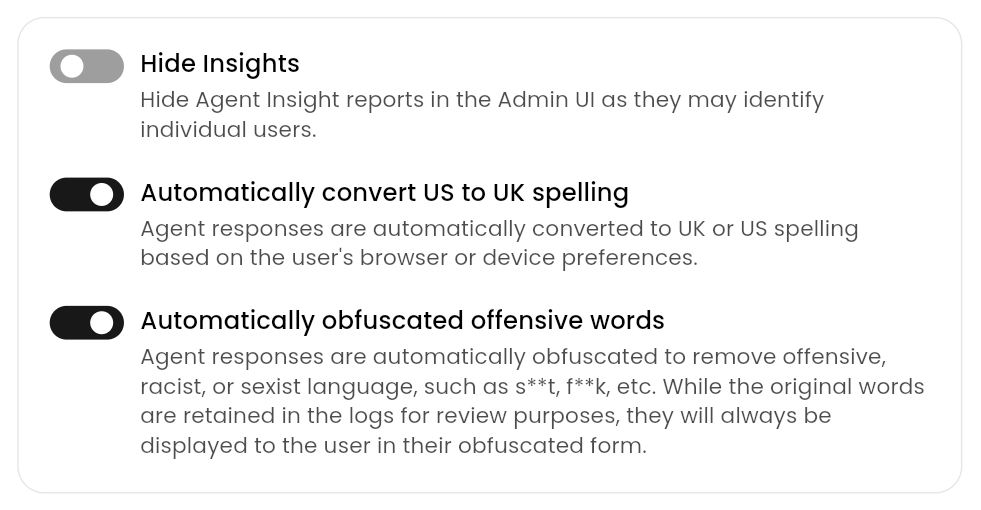 Hide Insights
Hide Agent Insight reports in the Admin UI as they may identify
individual users.
Automatically convert US to UK spelling
Agent responses are automatically converted to UK or US spelling
based on the user's browser or device preferences.
Automatically obfuscated offensive words
Agent responses are automatically obfuscated to remove offensive,
racist, or sexist language, such as s**t, f**k, etc. While the original words
are retained in the logs for review purposes, they will always be
displayed to the user in their obfuscated form.